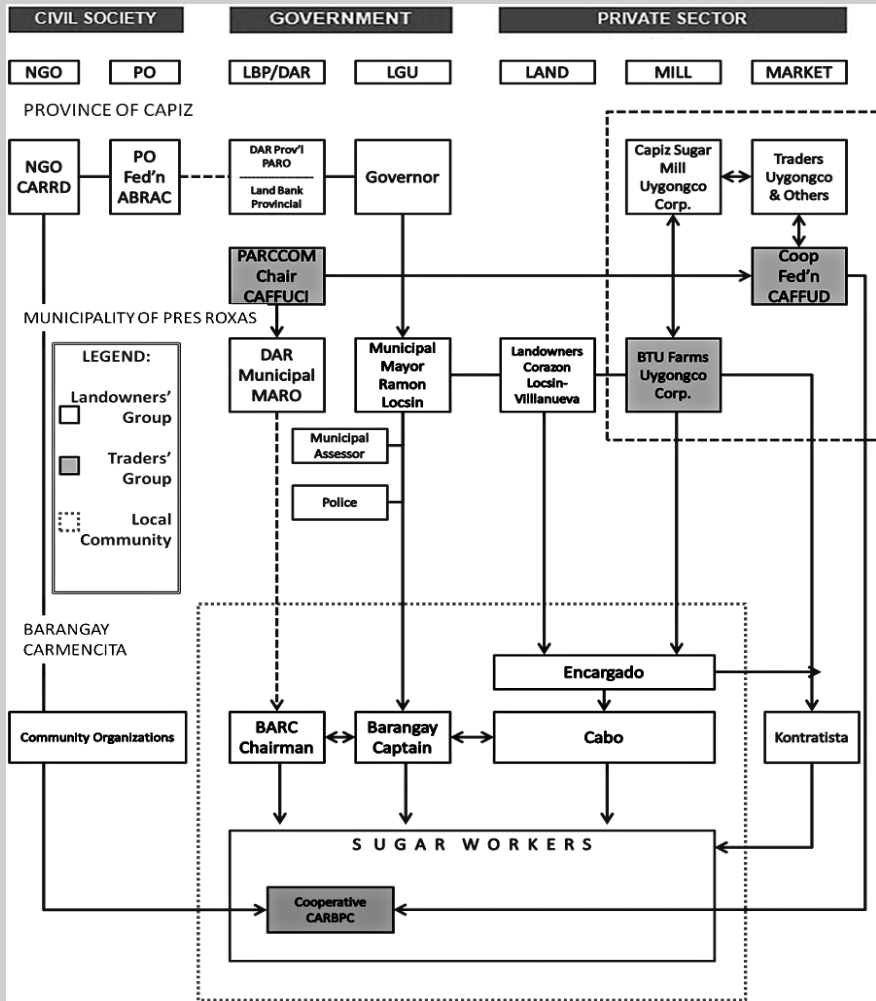 CIVIL SOCIETY
GOVERNMENT
PRIVATE SECTOR
NGO
PO
LBP/DAR
LGU
LAND
MILL
MARKET
PROVINCE OF CAPIZ
NGO
CARRD
PO
Fed'n
ABRAC
DAR Prov'l
PARO
Land Bank
Provincial
Governor
Capiz Sugar
Mill
Uygongco
Corp.
Traders
Uygongco
& Others
PARCCOM
Chair
CAFFUCI
Coop
Fed'n
CAFFUD
MUNICIPALITY OF PRES ROXAS
LEGEND:
Landowners'
Group
Traders'
Group
Local
Community
DAR
Municipal
MARO
Municipal
Mayor
Ramon
Locsin
Landowners
Corazon
Locsin-
Villlanueva
BTU Farms
Uygongco
Corp.
Municipal
Assessor
Police
BARANGAY
CARMENCITA
Encargado
Community Organizations
BARC
Chairman
Barangay
Captain
Cabo
Kontratista
SUGAR WORKERS
Cooperative
CARBPC